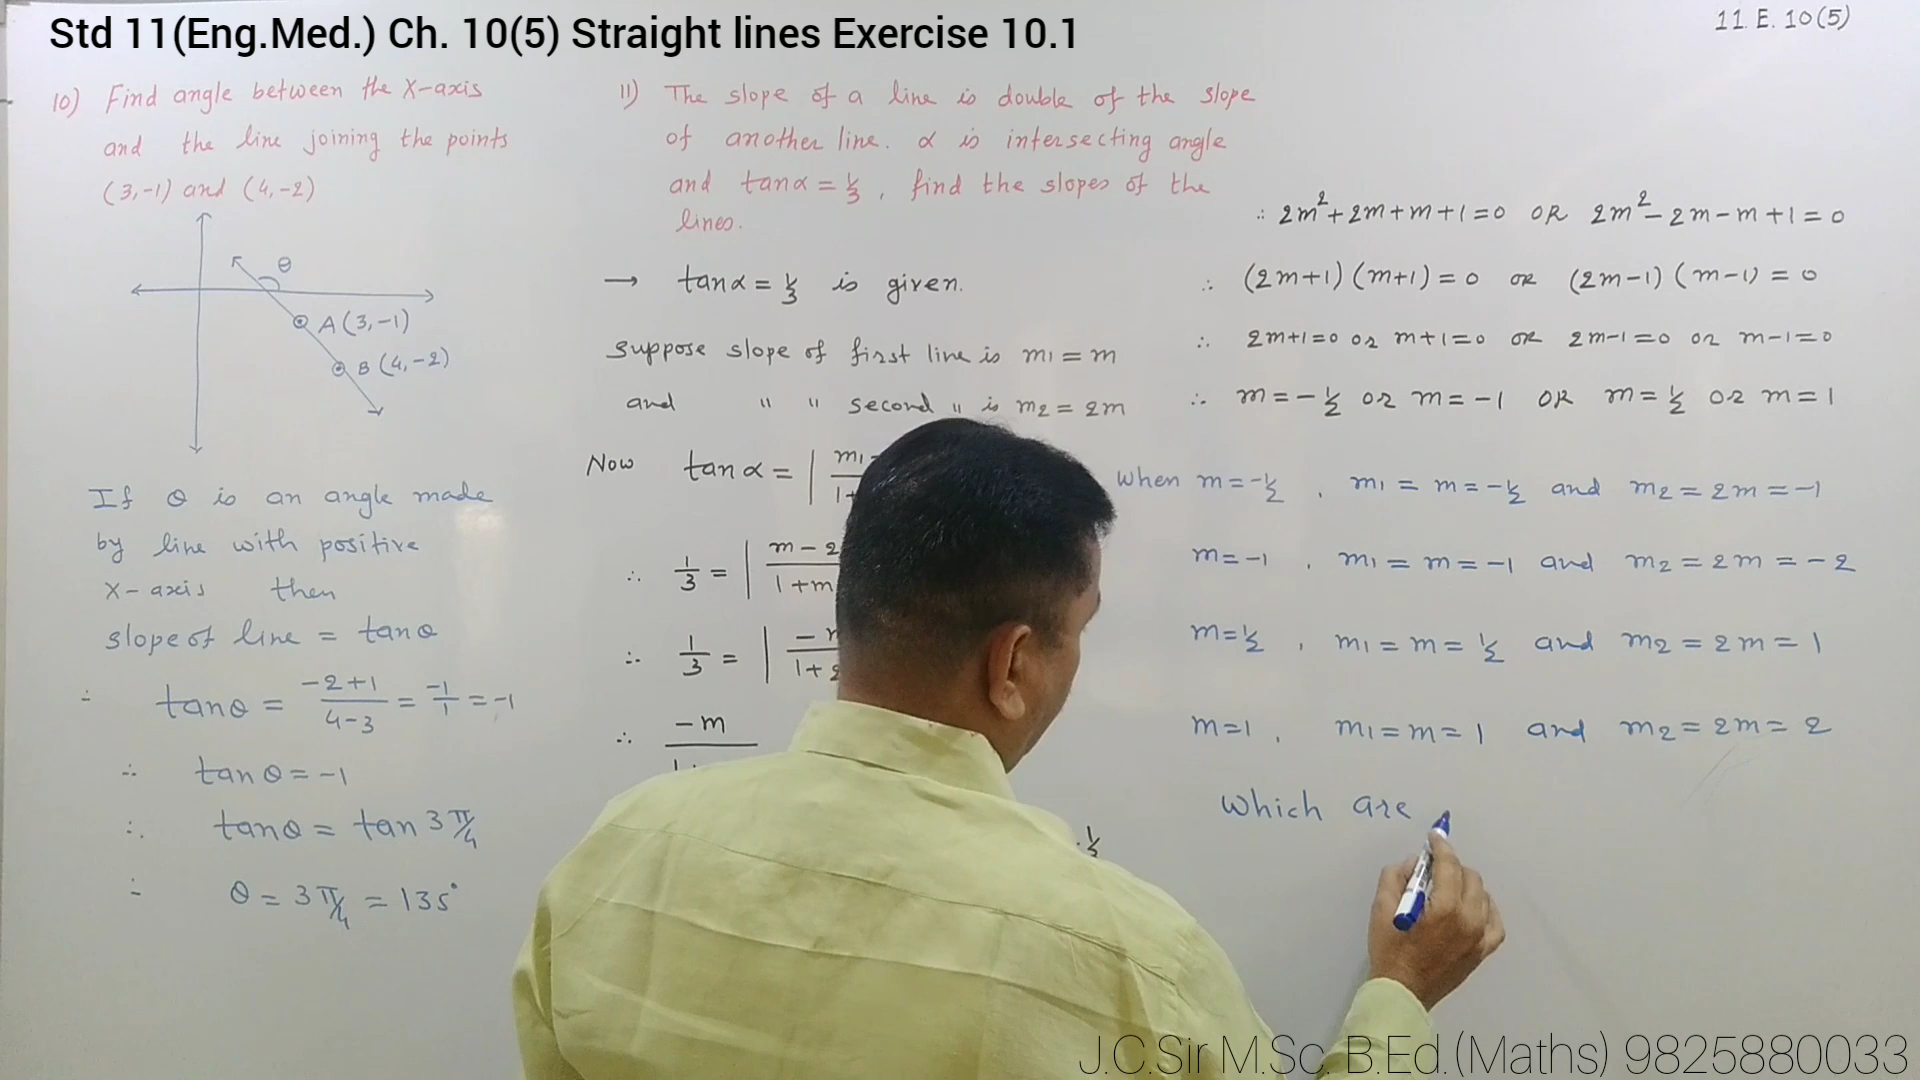 Std 11(Eng.Med.) Ch. 10(5) Straight lines Exercise 10.1
11. E. 10(5)
10) Find angle between the X-axis
and the line joining the points
(3,-1) and (4,-2)
θ
A(3,-1)
B(4,-2)
If θ is an angle made
by line with positive
X-axis then
slope of line = tanθ
∴ tanθ = (-2+1)/(4-3) = -1/1 = -1
∴ tanθ = -1
∴ tanθ = tan 3π/4
∴ θ = 3π/4 = 135°
11) The slope of a line is double of the slope
of another line. α is intersecting angle
and tanα = 1/3, find the slopes of the
lines.
→ tanα = 1/3 is given.
Suppose slope of first line is m1 = m
and " " second " is m2 = 2m
Now tanα = | m1
1+
∴ 1/3 = | m - 2
1+m
∴ 1/3 = | -
1+2
∴ -m
∴ 2m²+2m+m+1=0 OR 2m²-2m-m+1=0
∴ (2m+1)(m+1)=0 or (2m-1)(m-1)=0
∴ 2m+1=0 or m+1=0 OR 2m-1=0 or m-1=0
∴ m=-1/2 or m=-1 OR m=1/2 or m=1
When m=-1/2, m1=m=-1/2 and m2=2m=-1
m=-1, m1=m=-1 and m2=2m=-2
m=1/2, m1=m=1/2 and m2=2m=1
m=1, m1=m=1 and m2=2m=2
Which are
J.C.Sir M.Sc. B.Ed.(Maths) 9825880033